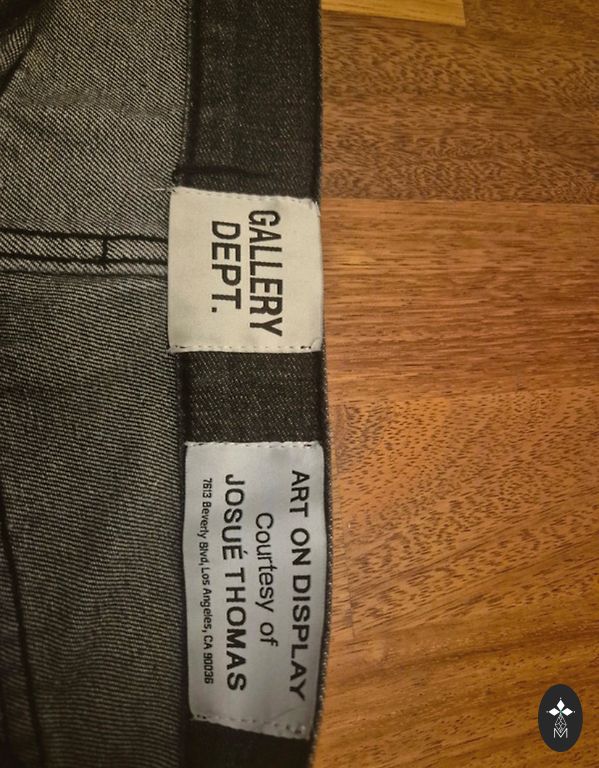 GALLERY
DEPT.
ART ON DISPLAY
Courtesy of
JOSUÉ THOMAS
7613 Beverly Blvd, Los Angeles, CA 90036
M